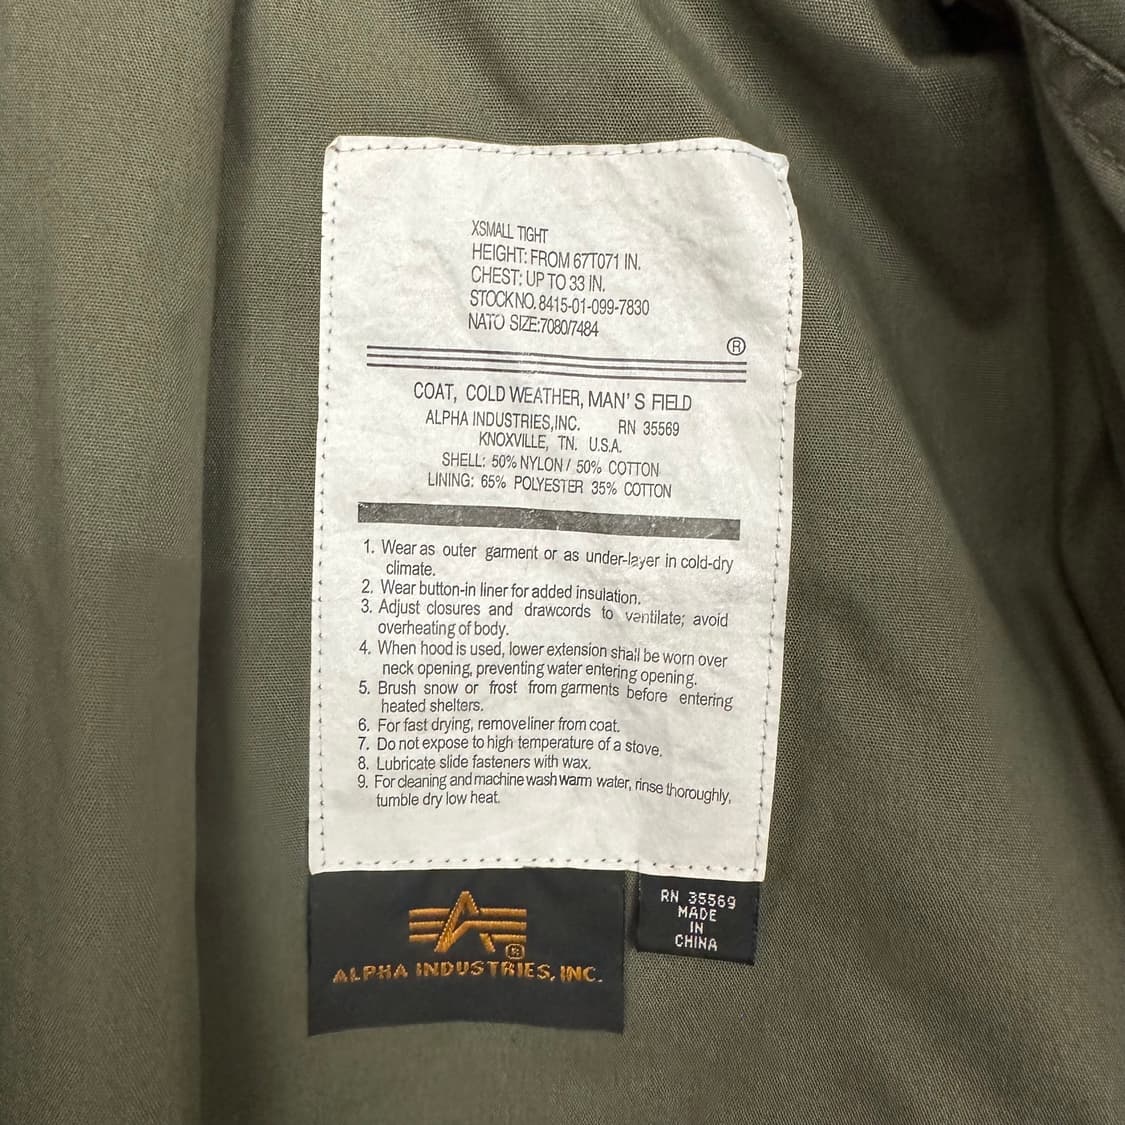 XSMALL TIGHT
HEIGHT: FROM 67TO71 IN.
CHEST: UP TO 33 IN.
STOCK NO. 8415-01-099-7830
NATO SIZE:7080/7484
®
COAT, COLD WEATHER, MAN'S FIELD
ALPHA INDUSTRIES,INC. RN 35569
KNOXVILLE, TN. U.S.A.
SHELL: 50% NYLON / 50% COTTON
LINING: 65% POLYESTER 35% COTTON
1. Wear as outer garment or as under-layer in cold-dry
climate.
2. Wear button-in liner for added insulation.
3. Adjust closures and drawcords to ventilate; avoid
overheating of body.
4. When hood is used, lower extension shall be worn over
neck opening, preventing water entering opening.
5. Brush snow or frost from garments before entering
heated shelters.
6. For fast drying, remove liner from coat.
7. Do not expose to high temperature of a stove.
8. Lubricate slide fasteners with wax.
9. For cleaning and machine wash warm water, rinse thoroughly,
tumble dry low heat.
®
ALPHA INDUSTRIES, INC.
RN 35569
MADE
IN
CHINA